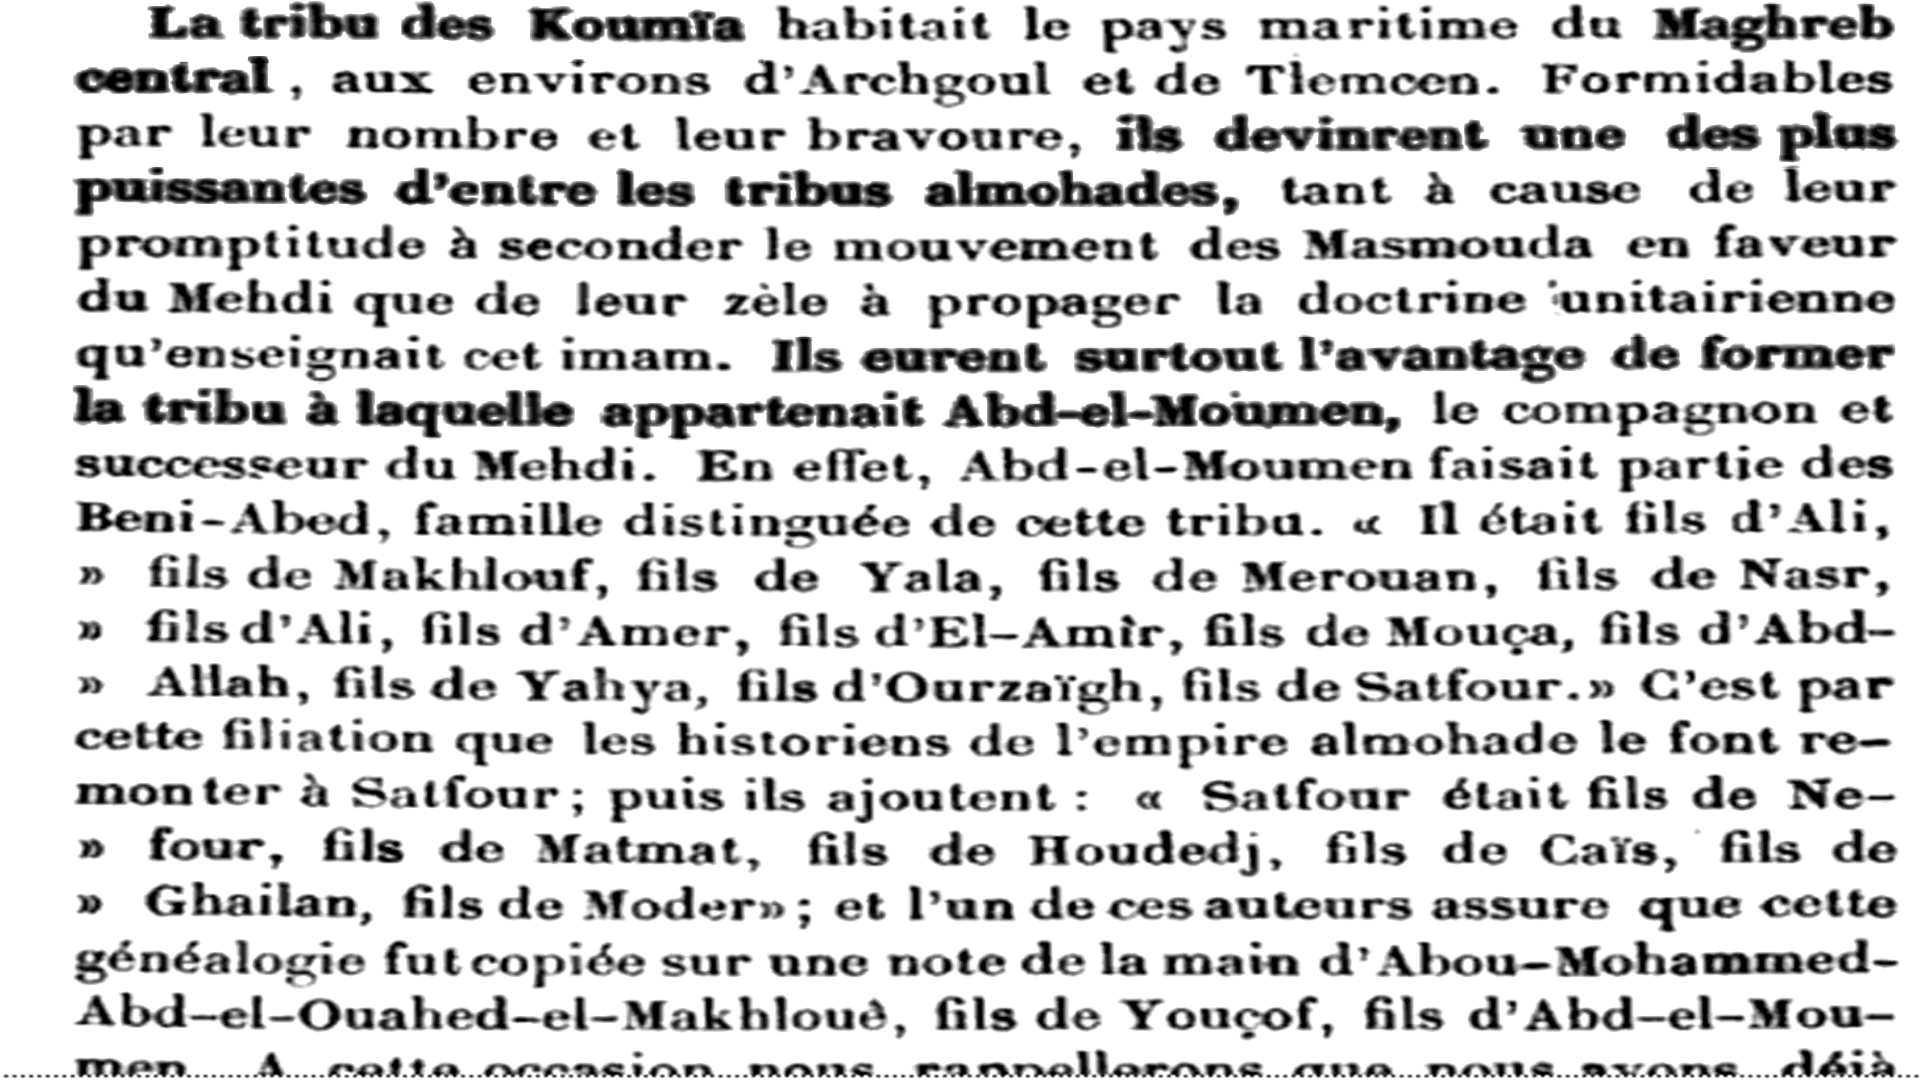 La tribu des Koumïa habitait le pays maritime du Maghreb
central, aux environs d'Archgoul et de Tlemcen. Formidables
par leur nombre et leur bravoure, ils devinrent une des plus
puissantes d'entre les tribus almohades, tant à cause de leur
promptitude à seconder le mouvement des Masmouda en faveur
du Mehdi que de leur zèle à propager la doctrine unitairienne
qu'enseignait cet imam. Ils eurent surtout l'avantage de former
la tribu à laquelle appartenait Abd-el-Moumen, le compagnon et
successeur du Mehdi. En effet, Abd-el-Moumen faisait partie des
Beni-Abed, famille distinguée de cette tribu. « Il était fils d'Ali,
» fils de Makhlouf, fils de Yala, fils de Merouan, fils de Nasr,
» fils d'Ali, fils d'Amer, fils d'El-Amîr, fils de Mouça, fils d'Abd-
» Allah, fils de Yahya, fils d'Ourzaïgh, fils de Satfour.» C'est par
cette filiation que les historiens de l'empire almohade le font re-
monter à Satfour; puis ils ajoutent : « Satfour était fils de Ne-
» four, fils de Matmat, fils de Houdedj, fils de Caïs, fils de
» Ghailan, fils de Moder»; et l'un de ces auteurs assure que cette
généalogie fut copiée sur une note de la main d'Abou-Mohammed-
Abd-el-Ouahed-el-Makhlouè, fils de Youçof, fils d'Abd-el-Mou-
men. A cette occasion nous rappellerons que nous avons déjà